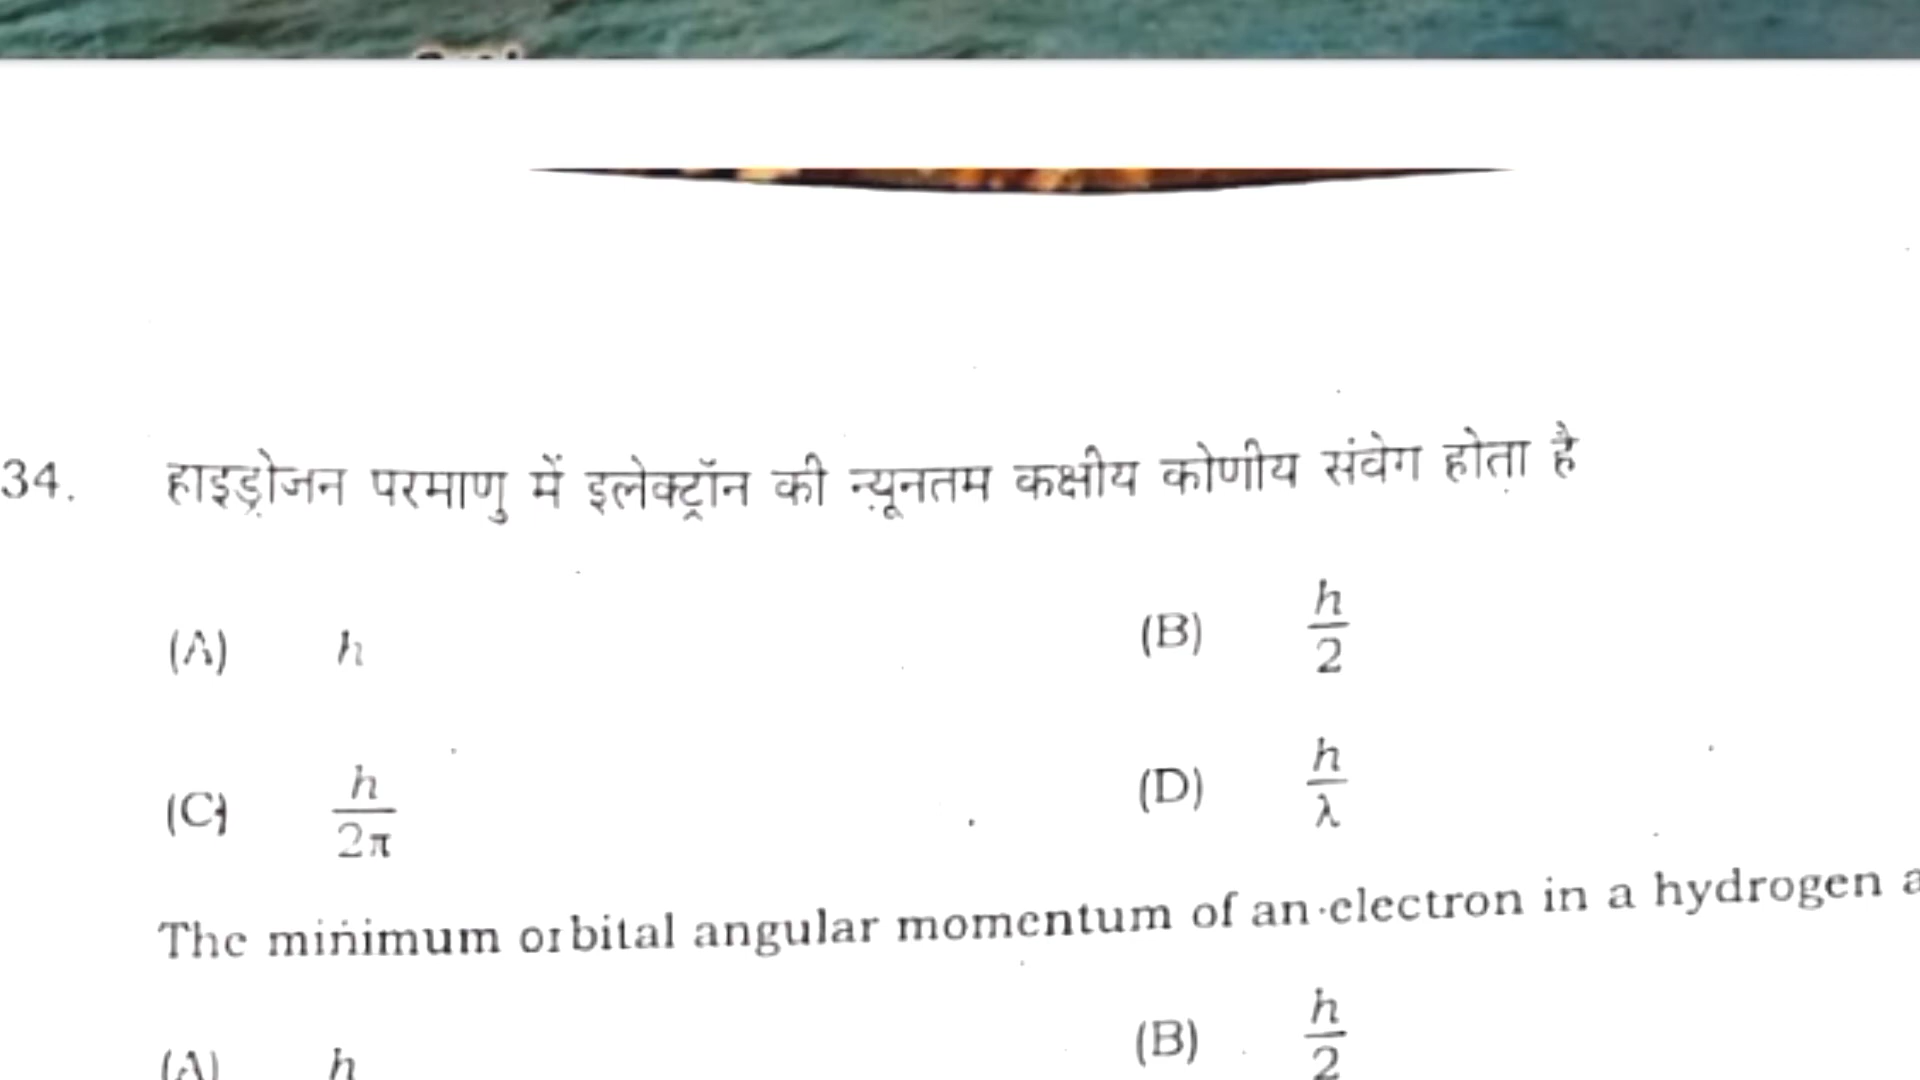 34. हाइड्रोजन परमाणु में इलेक्ट्रॉन की न्यूनतम कक्षीय कोणीय संवेग होता है
(A) h (B) h/2
(C) h/2π (D) h/λ
The minimum orbital angular momentum of an electron in a hydrogen a
(A) h (B) h/2